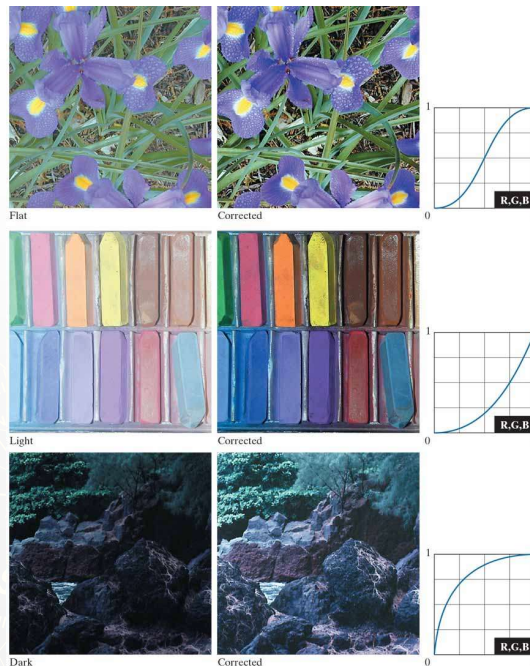 1
R,G,B
0
Flat Corrected
1
R,G,B
0
Light Corrected
1
R,G,B
0
Dark Corrected